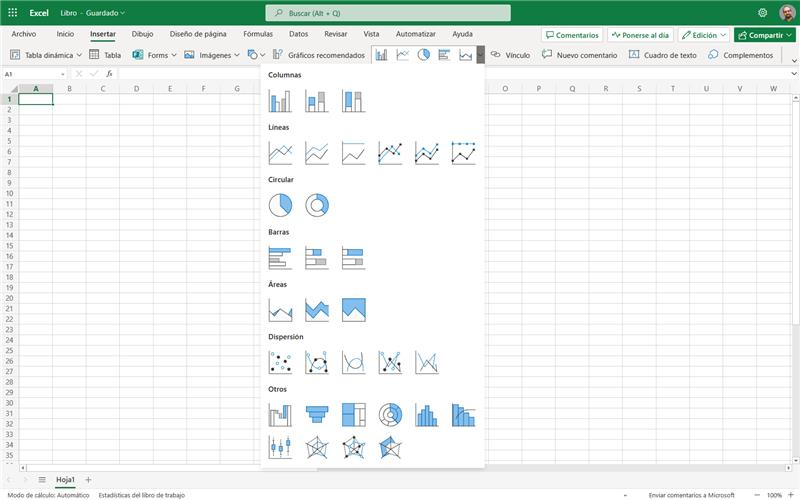 Excel Libro - Guardado Buscar (Alt + Q)
Archivo Inicio Insertar Dibujo Diseño de página Fórmulas Datos Revisar Vista Automatizar Ayuda Comentarios Ponerse al día Edición Compartir
Tabla dinámica Tabla Forms Imágenes Gráficos recomendados Vínculo Nuevo comentario Cuadro de texto Complementos
A1 fx
A B C D E F G O P Q R S T U V W
Columnas
Líneas
Circular
Barras
Áreas
Dispersión
Otros
1
2
3
4
5
6
7
8
9
10
11
12
13
14
15
16
17
18
19
20
21
22
23
24
25
26
27
28
29
30
31
32
33
34
35
Hoja1
Modo de cálculo: Automático Estadísticas del libro de trabajo Enviar comentarios a Microsoft 100%